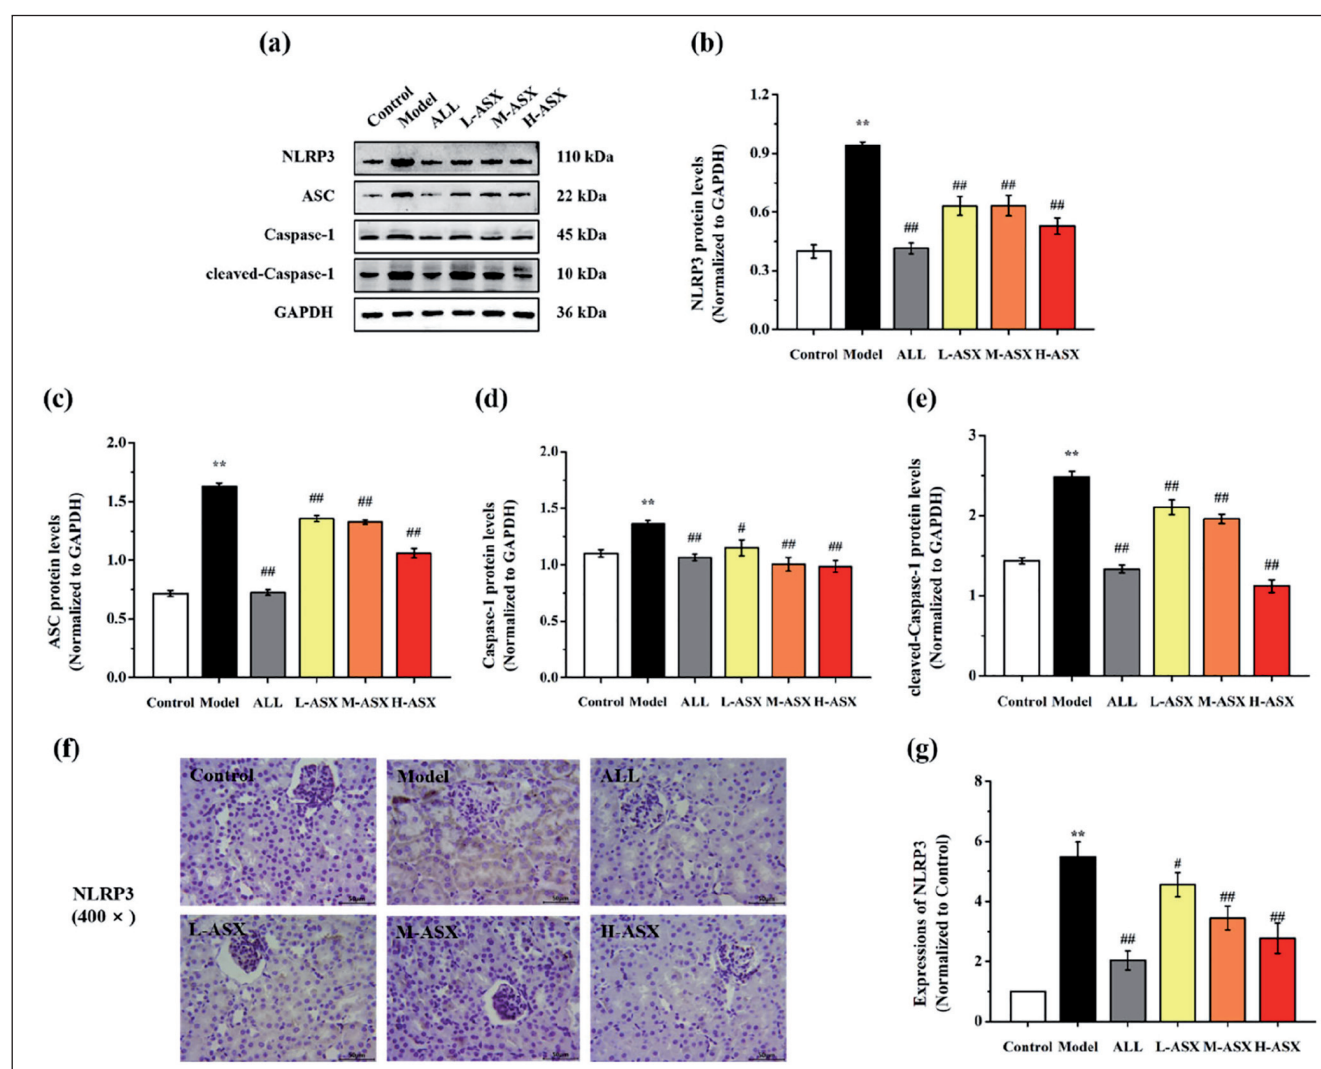 (a)
Control Model ALL L-ASX M-ASX H-ASX
NLRP3 110 kDa
ASC 22 kDa
Caspase-1 45 kDa
cleaved-Caspase-1 10 kDa
GAPDH 36 kDa
(b)
NLRP3 protein levels
(Normalized to GAPDH)
1.2
0.9
0.6
0.3
0.0
**
##
##
##
##
Control Model ALL L-ASX M-ASX H-ASX
(c)
ASC protein levels
(Normalized to GAPDH)
2.0
1.5
1.0
0.5
0.0
**
##
##
##
##
Control Model ALL L-ASX M-ASX H-ASX
(d)
Caspase-1 protein levels
(Normalized to GAPDH)
2.0
1.5
1.0
0.5
0.0
**
##
#
##
##
Control Model ALL L-ASX M-ASX H-ASX
(e)
cleaved-Caspase-1 protein levels
(Normalized to GAPDH)
3
2
1
0
**
##
##
##
##
Control Model ALL L-ASX M-ASX H-ASX
(f)
NLRP3
(400 ×)
Control
Model
ALL
L-ASX
M-ASX
H-ASX
50μm
50μm
50μm
50μm
50μm
50μm
(g)
Expressions of NLRP3
(Normalized to Control)
8
6
4
2
0
**
##
#
##
##
Control Model ALL L-ASX M-ASX H-ASX